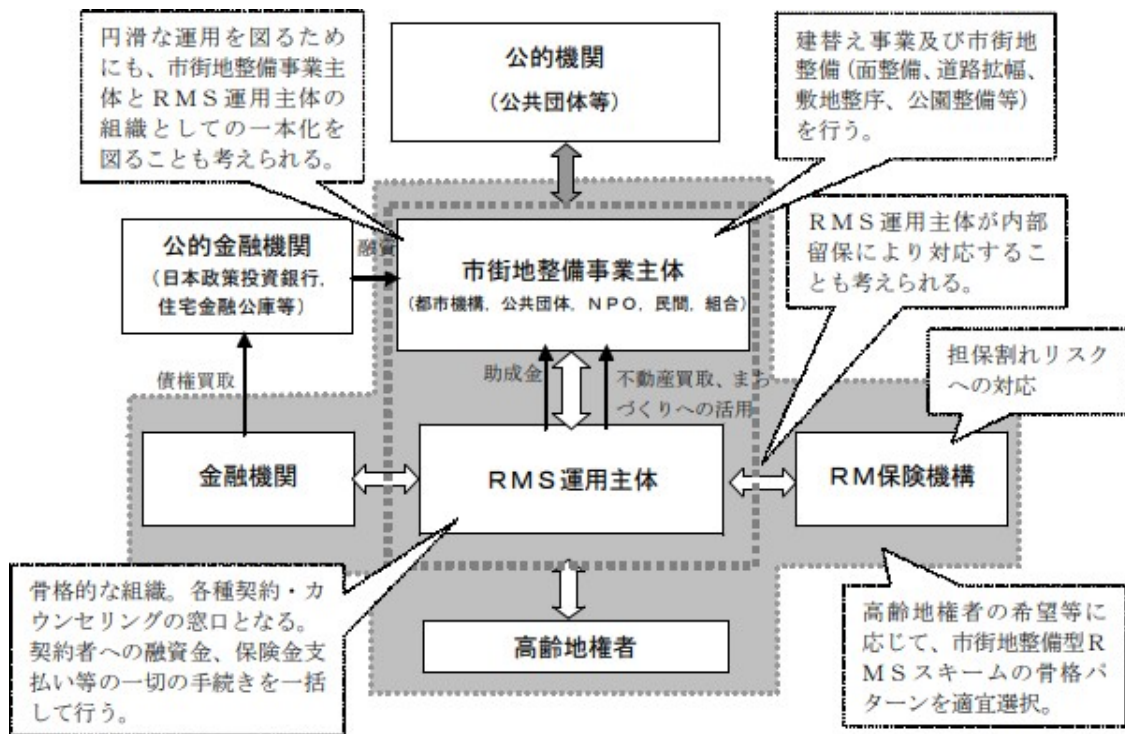 円滑な運用を図るため
にも、市街地整備事業主
体とＲＭＳ運用主体の
組織としての一本化を
図ることも考えられる。
公的機関
（公共団体等）
建替え事業及び市街地
整備（面整備、道路拡幅、
敷地整序、公園整備等）
を行う。
公的金融機関
（日本政策投資銀行，
住宅金融公庫等）
融資
市街地整備事業主体
（都市機構，公共団体，ＮＰＯ，民間，組合）
ＲＭＳ運用主体が内部
留保により対応するこ
とも考えられる。
債権買取
助成金
不動産買取、まち
づくりへの活用
担保割れリスク
への対応
金融機関
ＲＭＳ運用主体
ＲＭ保険機構
骨格的な組織。各種契約・カ
ウンセリングの窓口となる。
契約者への融資金、保険金支
払い等の一切の手続きを一括
して行う。
高齢地権者
高齢地権者の希望等に
応じて、市街地整備型Ｒ
ＭＳスキームの骨格パ
ターンを適宜選択。